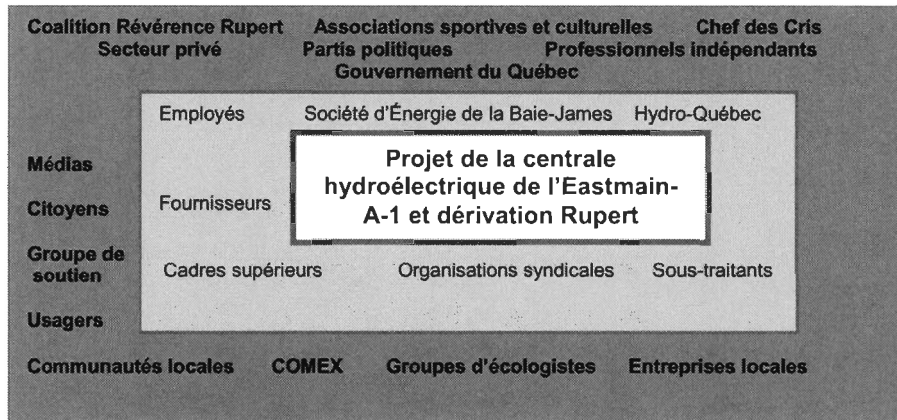 Coalition Révérence Rupert Associations sportives et culturelles Chef des Cris
Secteur privé Partis politiques Professionnels indépendants
Gouvernement du Québec
Employés Société d'Énergie de la Baie-James Hydro-Québec
Projet de la centrale
hydroélectrique de l'Eastmain-
A-1 et dérivation Rupert
Médias
Citoyens
Fournisseurs
Groupe de
soutien
Cadres supérieurs Organisations syndicales Sous-traitants
Usagers
Communautés locales COMEX Groupes d'écologistes Entreprises locales